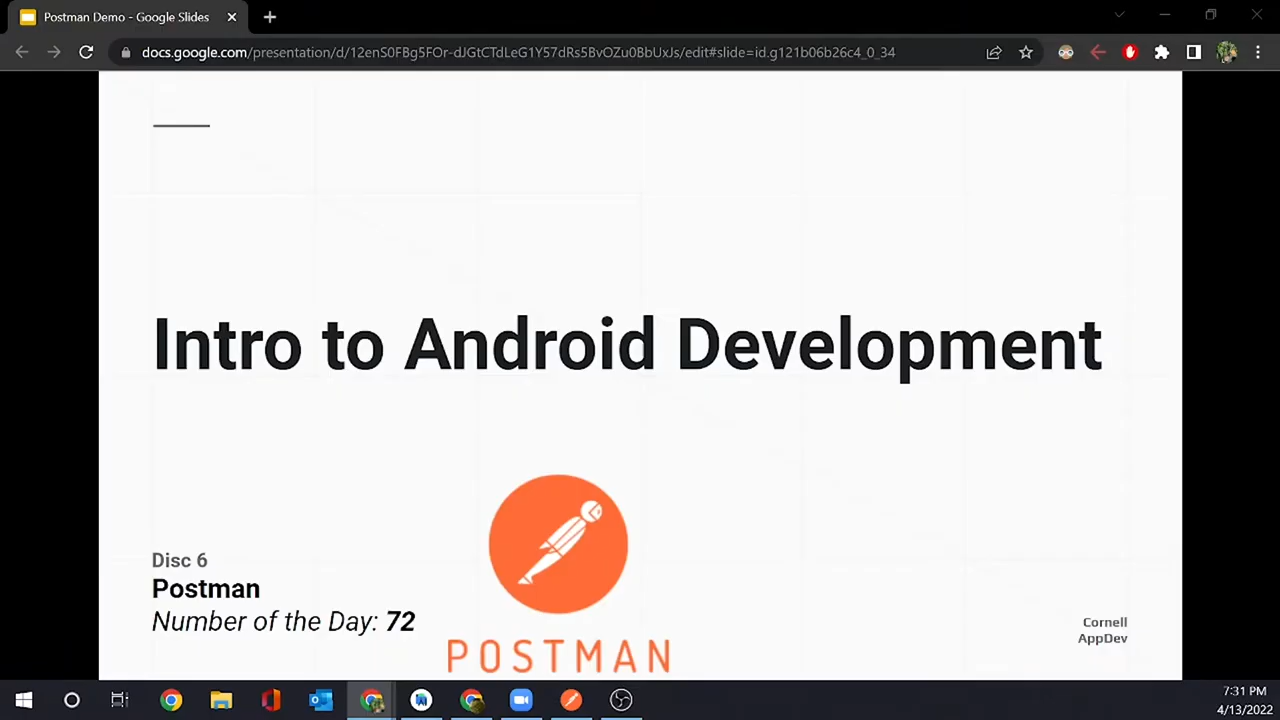 Postman Demo - Google Slides
docs.google.com/presentation/d/12enS0FBg5FOr-dJGtCTdLeG1Y57dRs5BvOZu0BbUxJs/edit#slide=id.g121b06b26c4_0_34
Intro to Android Development
Disc 6
Postman
Number of the Day: 72
POSTMAN
Cornell
AppDev
7:31 PM
4/13/2022